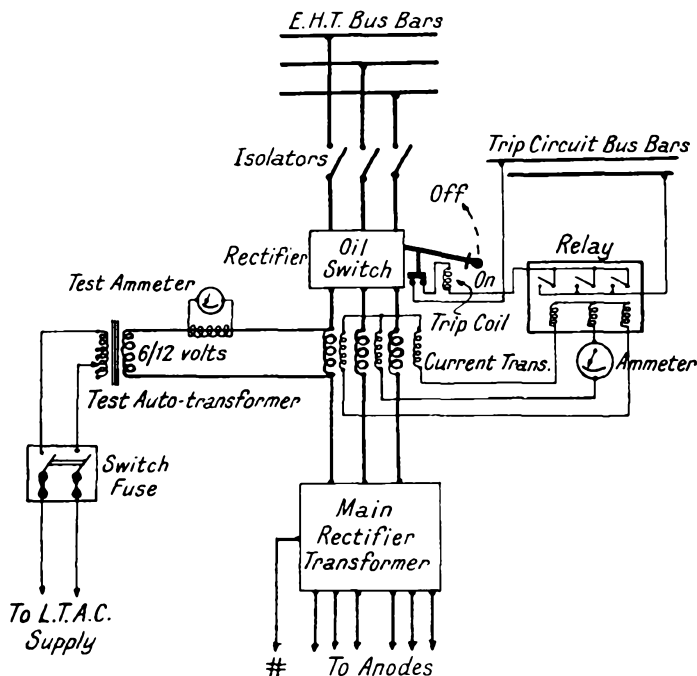 E.H.T. Bus Bars
Isolators
Trip Circuit Bus Bars
Off
Rectifier
Oil
Switch
On
Relay
Trip Coil
Test Ammeter
6/12 volts
Current Trans.
Ammeter
Test Auto-transformer
Switch
Fuse
Main
Rectifier
Transformer
To L.T.A.C.
Supply
#
To Anodes